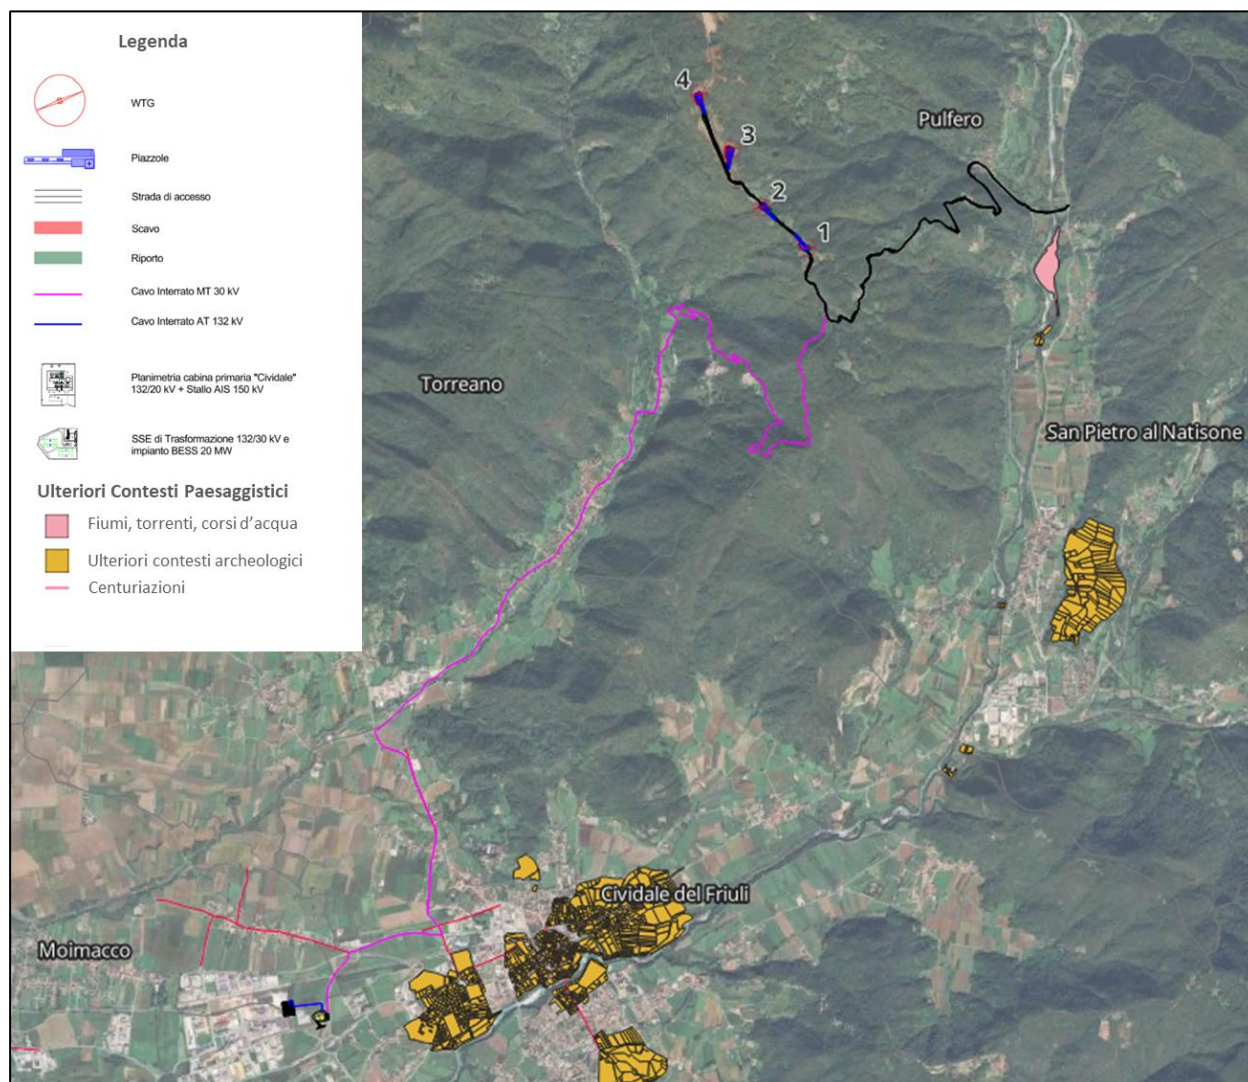 Legenda
WTG
Piazzole
Strada di accesso
Scavo
Riporto
Cavo Interrato MT 30 kV
Cavo Interrato AT 132 kV
Planimetria cabina primaria "Cividale"
132/20 kV + Stallo AIS 150 kV
SSE di Trasformazione 132/30 kV e
impianto BESS 20 MW
Ulteriori Contesti Paesaggistici
Fiumi, torrenti, corsi d'acqua
Ulteriori contesti archeologici
Centuriazioni
4
3
2
1
Pulfero
Torreano
San Pietro al Natisone
Cividale del Friuli
Moimacco